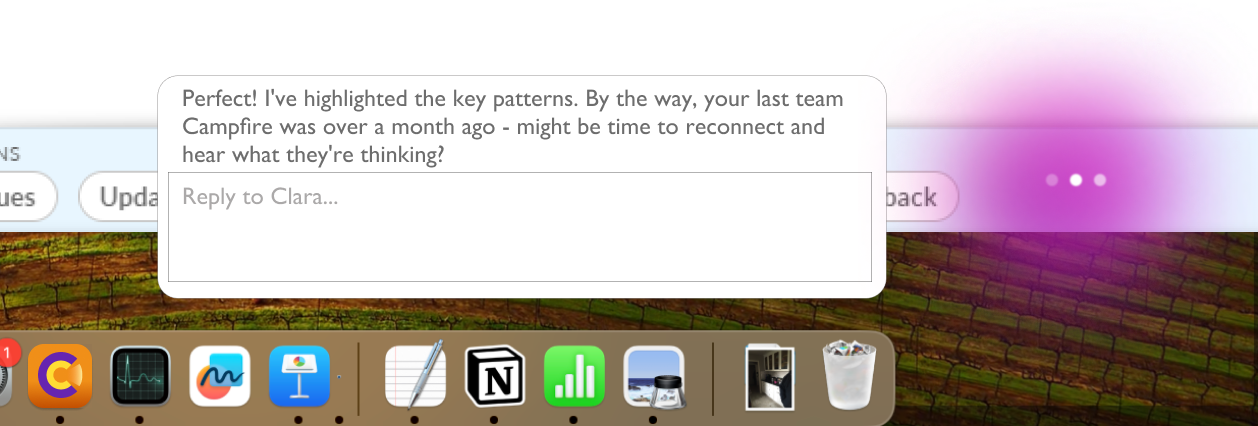 Perfect! I've highlighted the key patterns. By the way, your last team
Campfire was over a month ago - might be time to reconnect and
hear what they're thinking?
NS
ues
Upda
Reply to Clara...
back
1
N